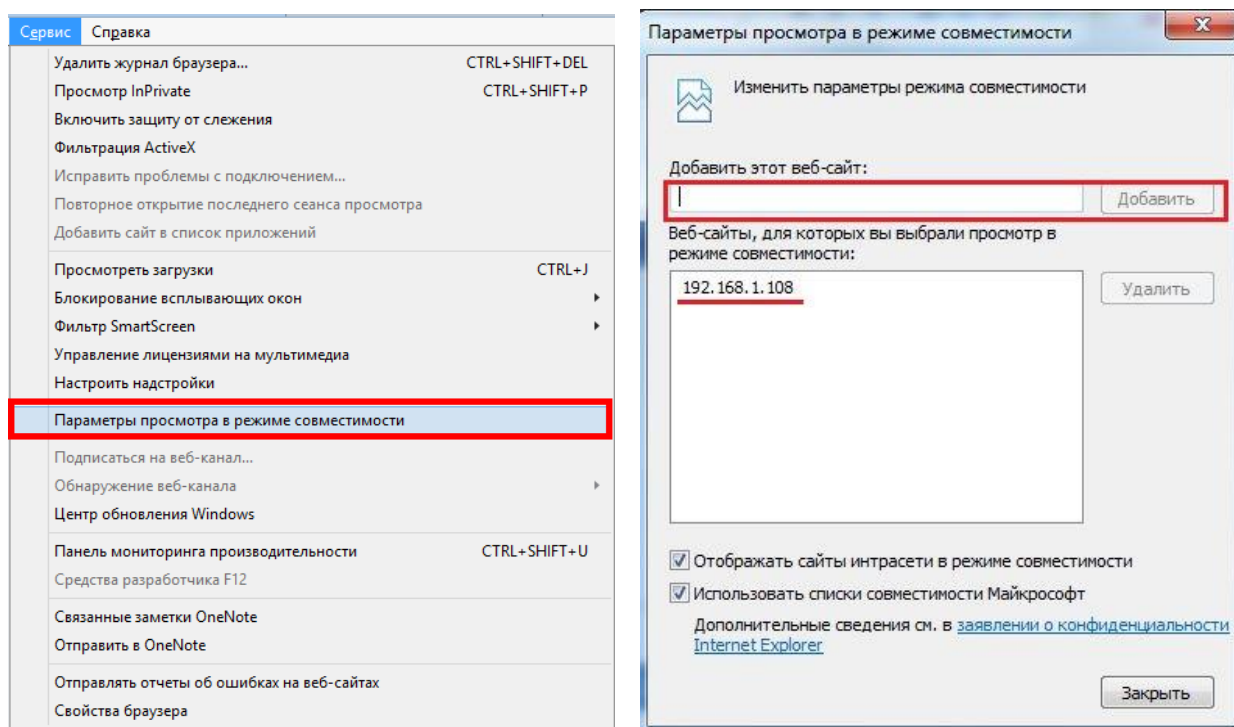 Сервис Справка
Удалить журнал браузера... CTRL+SHIFT+DEL
Просмотр InPrivate CTRL+SHIFT+P
Включить защиту от слежения
Фильтрация ActiveX
Исправить проблемы с подключением...
Повторное открытие последнего сеанса просмотра
Добавить сайт в список приложений
Просмотреть загрузки CTRL+J
Блокирование всплывающих окон
Фильтр SmartScreen
Управление лицензиями на мультимедиа
Настроить надстройки
Параметры просмотра в режиме совместимости
Подписаться на веб-канал...
Обнаружение веб-канала
Центр обновления Windows
Панель мониторинга производительности CTRL+SHIFT+U
Средства разработчика F12
Связанные заметки OneNote
Отправить в OneNote
Отправлять отчеты об ошибках на веб-сайтах
Свойства браузера
Параметры просмотра в режиме совместимости
Изменить параметры режима совместимости
Добавить этот веб-сайт:
Добавить
Веб-сайты, для которых вы выбрали просмотр в
режиме совместимости:
192.168.1.108
Удалить
Отображать сайты интрасети в режиме совместимости
Использовать списки совместимости Майкрософт
Дополнительные сведения см. в заявлении о конфиденциальности
Internet Explorer
Закрыть